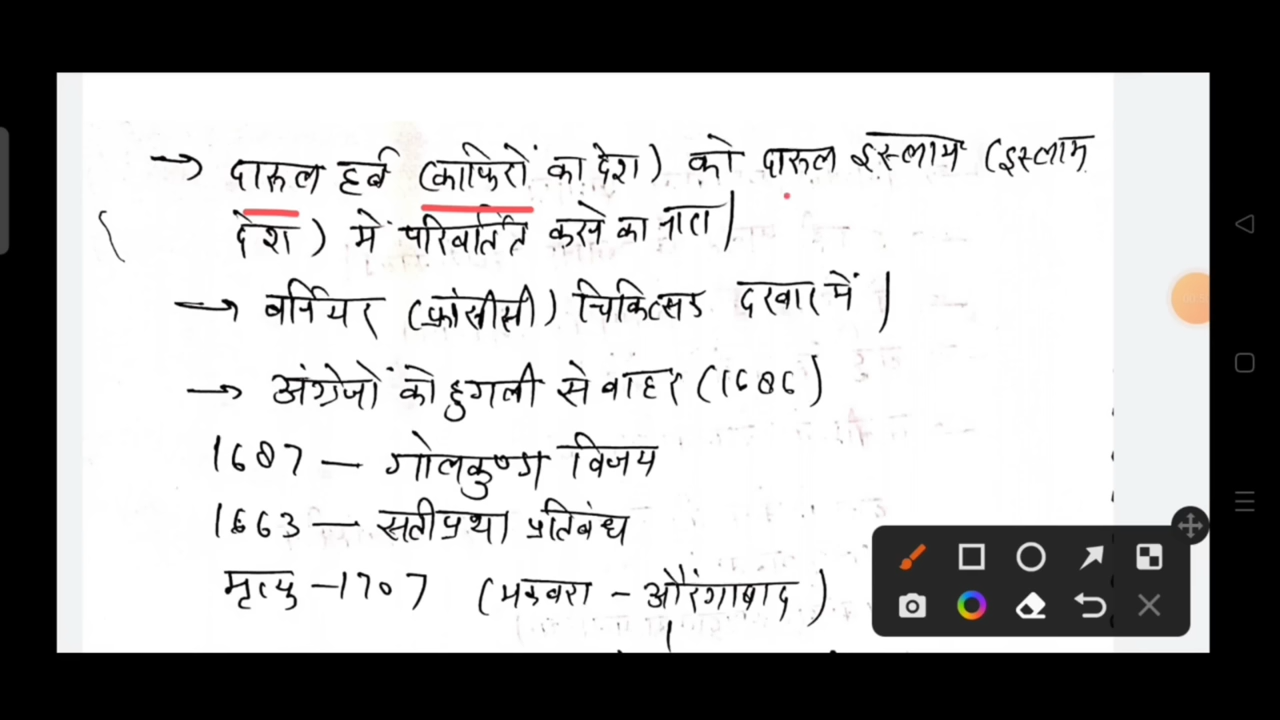 → दारुल हर्ब (काफिरों का देश) को दारुल इस्लाम (इस्लाम
देश) में परिवर्तित करने का नारा|
→ बर्नियर (फ्रांसीसी) चिकित्सक दरबार में|
→ अंग्रेजों को हुगली से बाहर (1686)
1687 — गोलकुण्डा विजय
1663 — सतीप्रथा प्रतिबंध
मृत्यु – 1707 (मकबरा – औरंगाबाद)